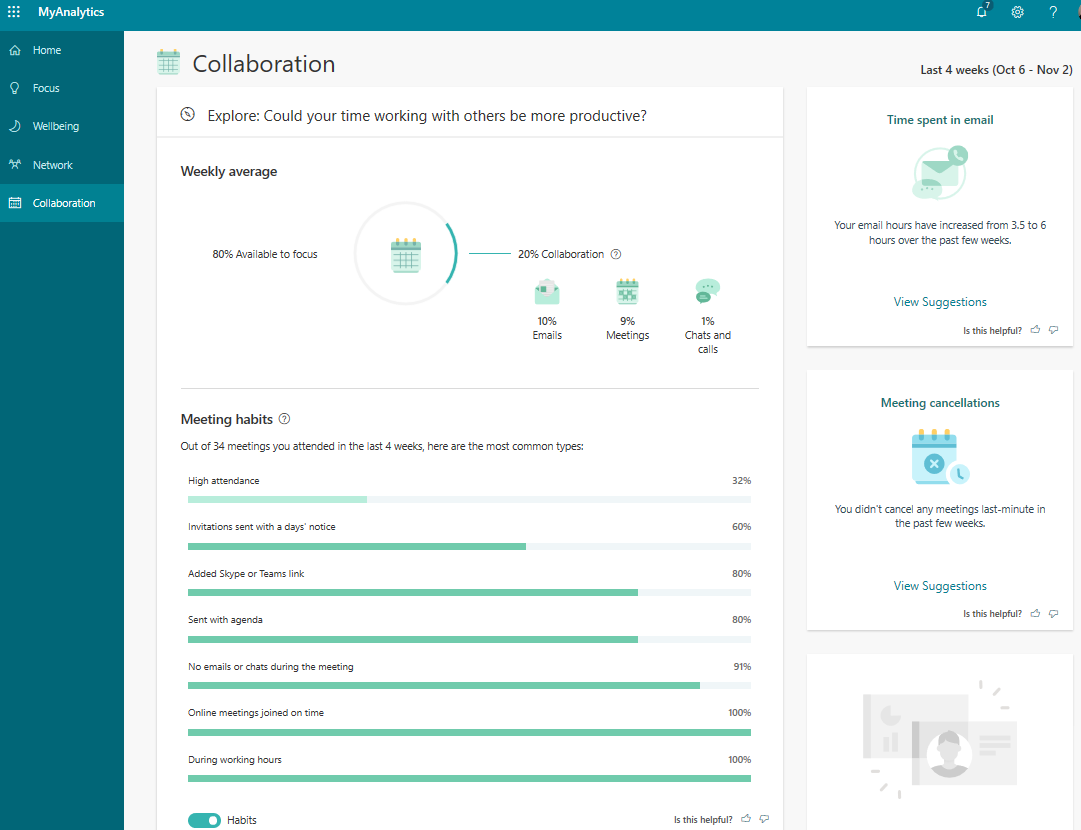 MyAnalytics
7
?
Home
Focus
Wellbeing
Network
Collaboration
Collaboration
Last 4 weeks (Oct 6 - Nov 2)
Explore: Could your time working with others be more productive?
Weekly average
80% Available to focus
20% Collaboration ?
10%
Emails
9%
Meetings
1%
Chats and
calls
Meeting habits ?
Out of 34 meetings you attended in the last 4 weeks, here are the most common types:
High attendance 32%
Invitations sent with a days' notice 60%
Added Skype or Teams link 80%
Sent with agenda 80%
No emails or chats during the meeting 91%
Online meetings joined on time 100%
During working hours 100%
Habits
Is this helpful?
Time spent in email
Your email hours have increased from 3.5 to 6
hours over the past few weeks.
View Suggestions
Is this helpful?
Meeting cancellations
You didn't cancel any meetings last-minute in
the past few weeks.
View Suggestions
Is this helpful?